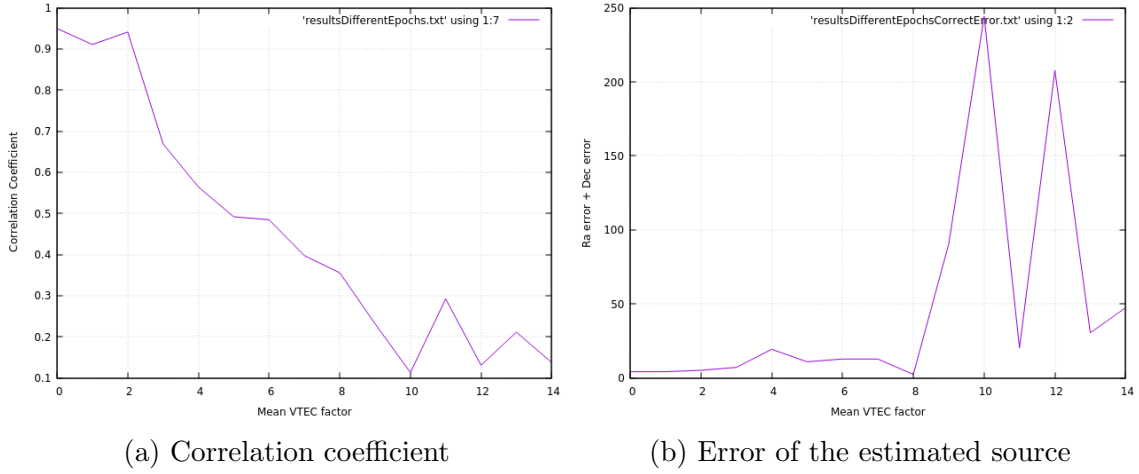 'resultsDifferentEpochs.txt' using 1:7
1
0.9
0.8
0.7
0.6
0.5
0.4
0.3
0.2
0.1
Correlation Coefficient
0 2 4 6 8 10 12 14
Mean VTEC factor
(a) Correlation coefficient
'resultsDifferentEpochsCorrectError.txt' using 1:2
250
200
150
100
50
0
Ra error + Dec error
0 2 4 6 8 10 12 14
Mean VTEC factor
(b) Error of the estimated source